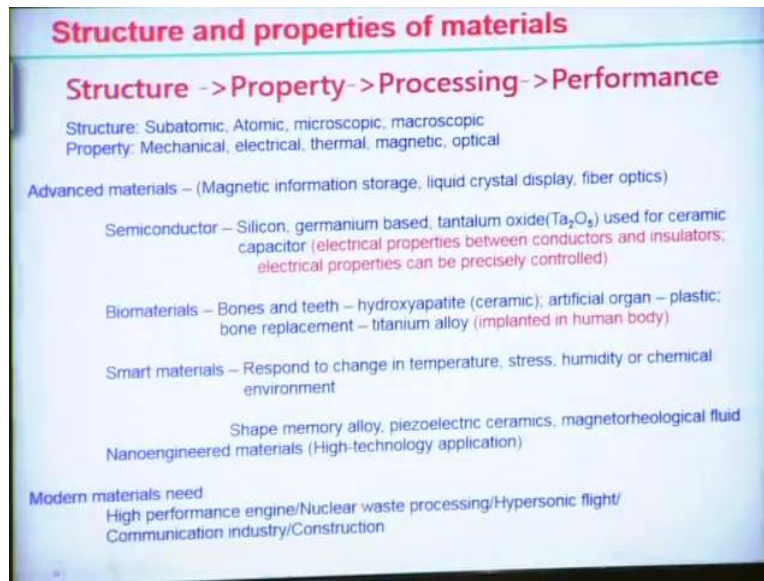 Structure and properties of materials
Structure ->Property->Processing->Performance
Structure: Subatomic, Atomic, microscopic, macroscopic
Property: Mechanical, electrical, thermal, magnetic, optical
Advanced materials – (Magnetic information storage, liquid crystal display, fiber optics)
Semiconductor – Silicon, germanium based, tantalum oxide(Ta₂O₅) used for ceramic
capacitor (electrical properties between conductors and insulators;
electrical properties can be precisely controlled)
Biomaterials – Bones and teeth – hydroxyapatite (ceramic); artificial organ – plastic;
bone replacement – titanium alloy (implanted in human body)
Smart materials – Respond to change in temperature, stress, humidity or chemical
environment
Shape memory alloy, piezoelectric ceramics, magnetorheological fluid
Nanoengineered materials (High-technology application)
Modern materials need
High performance engine/Nuclear waste processing/Hypersonic flight/
Communication industry/Construction